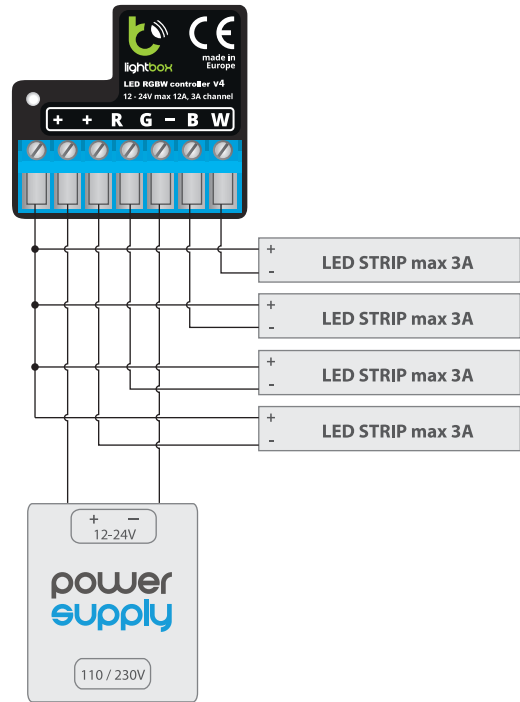 CE
lightbox
made in
Europe
LED RGBW controller v4
12 - 24V max 12A, 3A channel
+ + R G – B W
+
LED STRIP max 3A
-
+
LED STRIP max 3A
-
+
LED STRIP max 3A
-
+
LED STRIP max 3A
-
+ –
12-24V
power
supply
110 / 230V